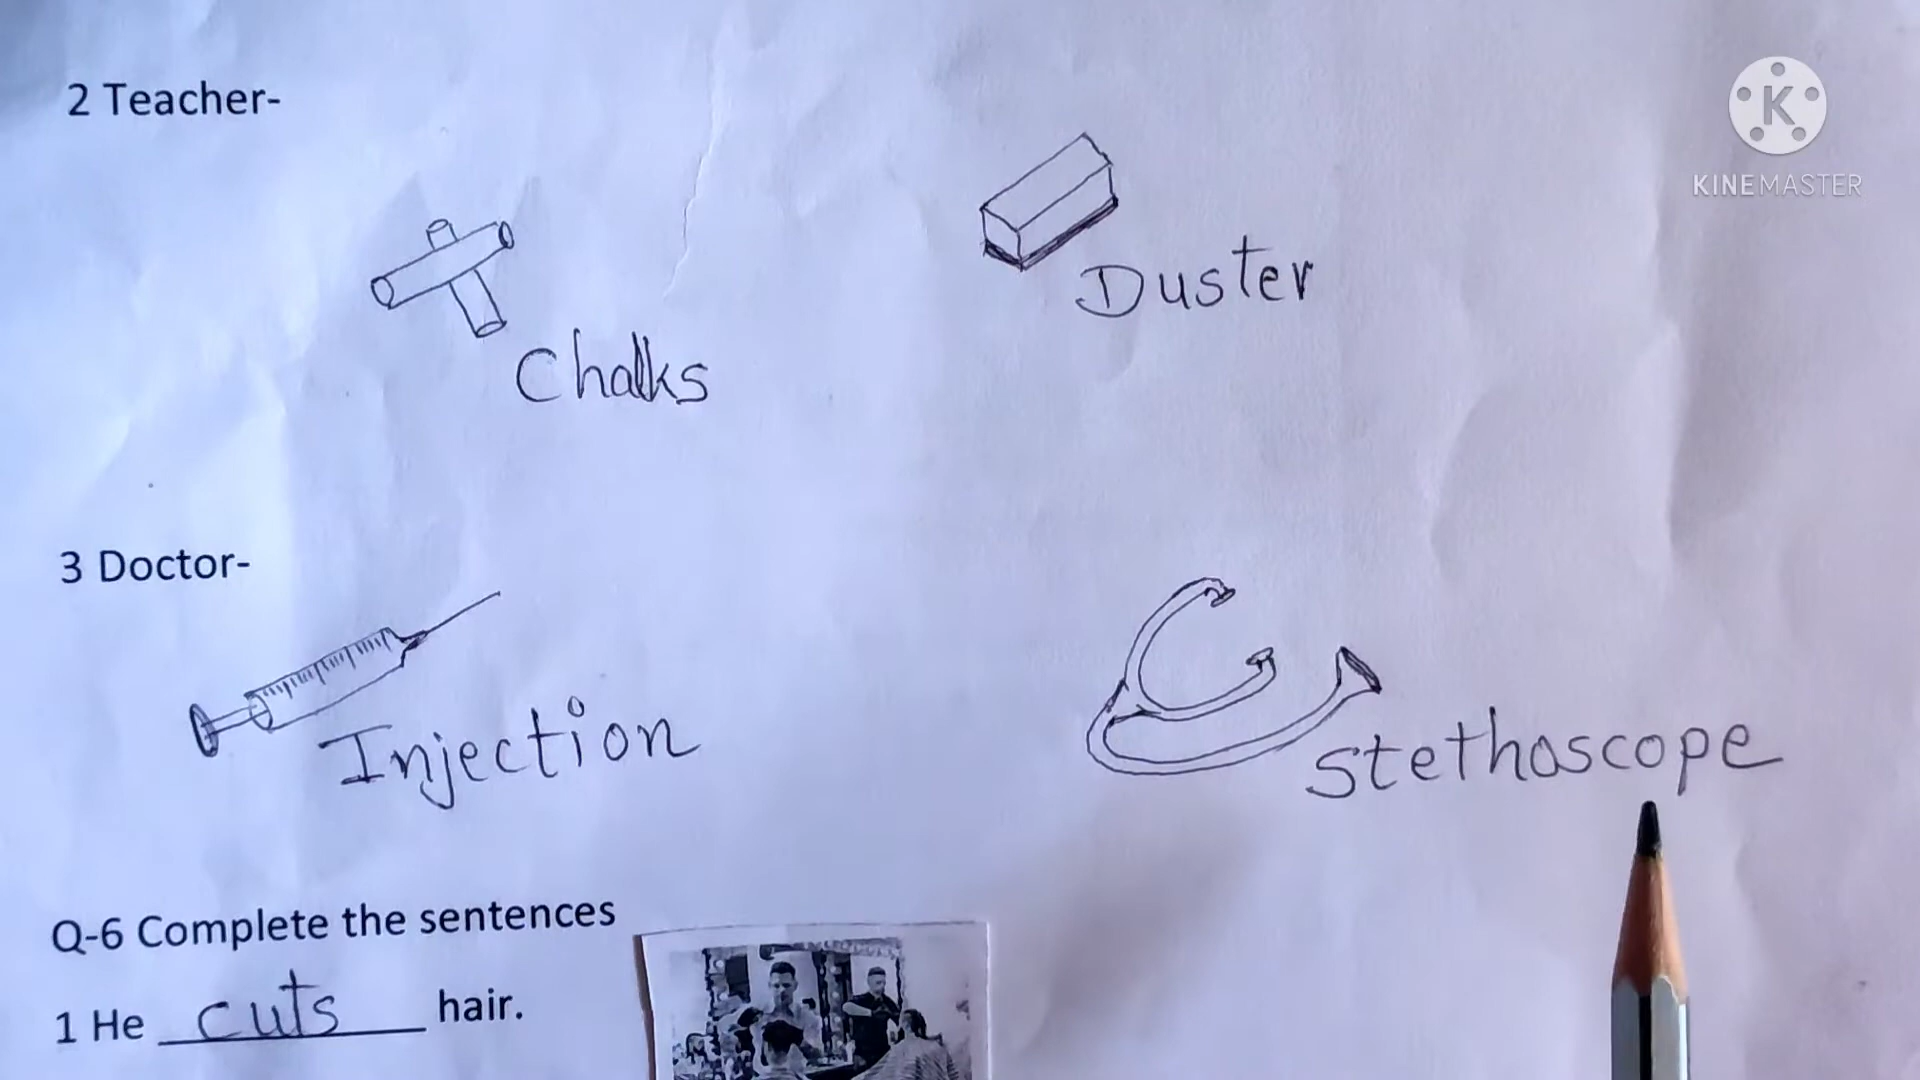 2 Teacher-
K
KINEMASTER
Duster
Chalks
3 Doctor-
Injection
Stethoscope
Q-6 Complete the sentences
1 He cuts hair.